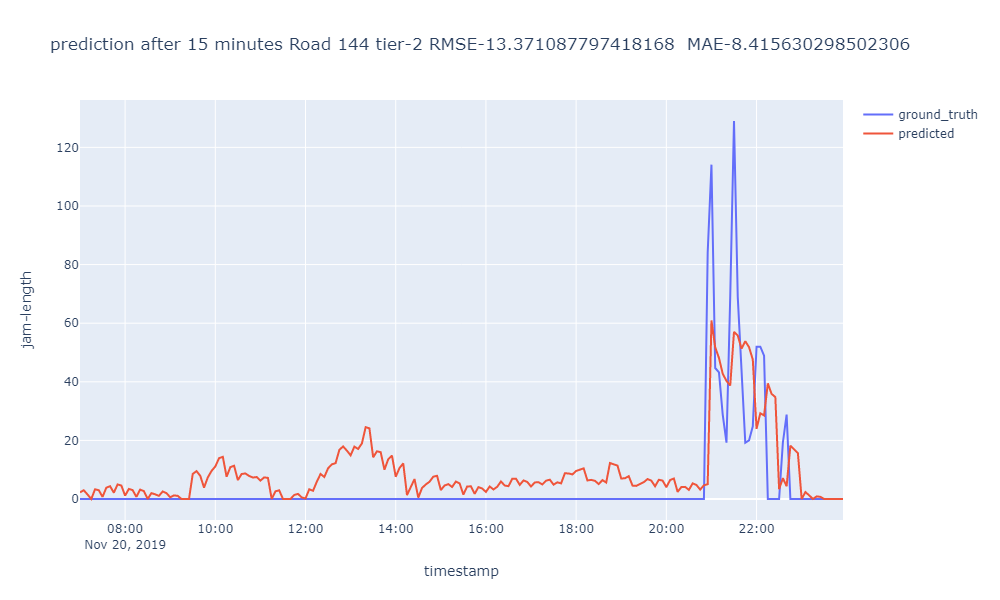 prediction after 15 minutes Road 144 tier-2 RMSE-13.371087797418168  MAE-8.415630298502306
ground_truth
predicted
120
100
80
60
40
20
0
jam-length
08:00 10:00 12:00 14:00 16:00 18:00 20:00 22:00
Nov 20, 2019
timestamp